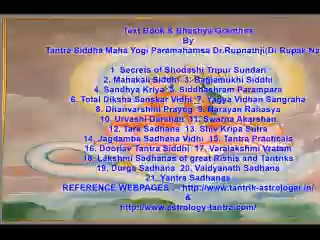 Text Book & Bhashya Granthas
By
Tantra Siddha Maha Yogi Paramahamsa Dr.Rupnathji(Dr.Rupak Na
1. Secrets of Shodashi Tripur Sundari
2. Mahakali Siddhi 3. Baglamukhi Siddhi
4. Sandhya Kriya 5. Siddhashram Parampara
6. Total Diksha Sanskar Vidhi 7. Yagya Vidhan Sangraha
8. Dhanvarshini Prayog 9. Narayan Rahasya
10. Urvashi Darshan 11. Swarna Akarshan
12. Tara Sadhana 13. Shiv Kripa Sutra
14. Jagdamba Sadhana Vidhi 15. Tantra Practicals
16. Doorlav Tantra Siddhi 17. Varalakshmi Vratam
18. Lakshmi Sadhanas of great Rishis and Tantriks
19. Durga Sadhana 20. Vaidyanath Sadhana
21. Yantra Sadhanas
REFERENCE WEBPAGES : - http://www.tantrik-astrologer.in/
&
http://www.astrology-tantra.com/